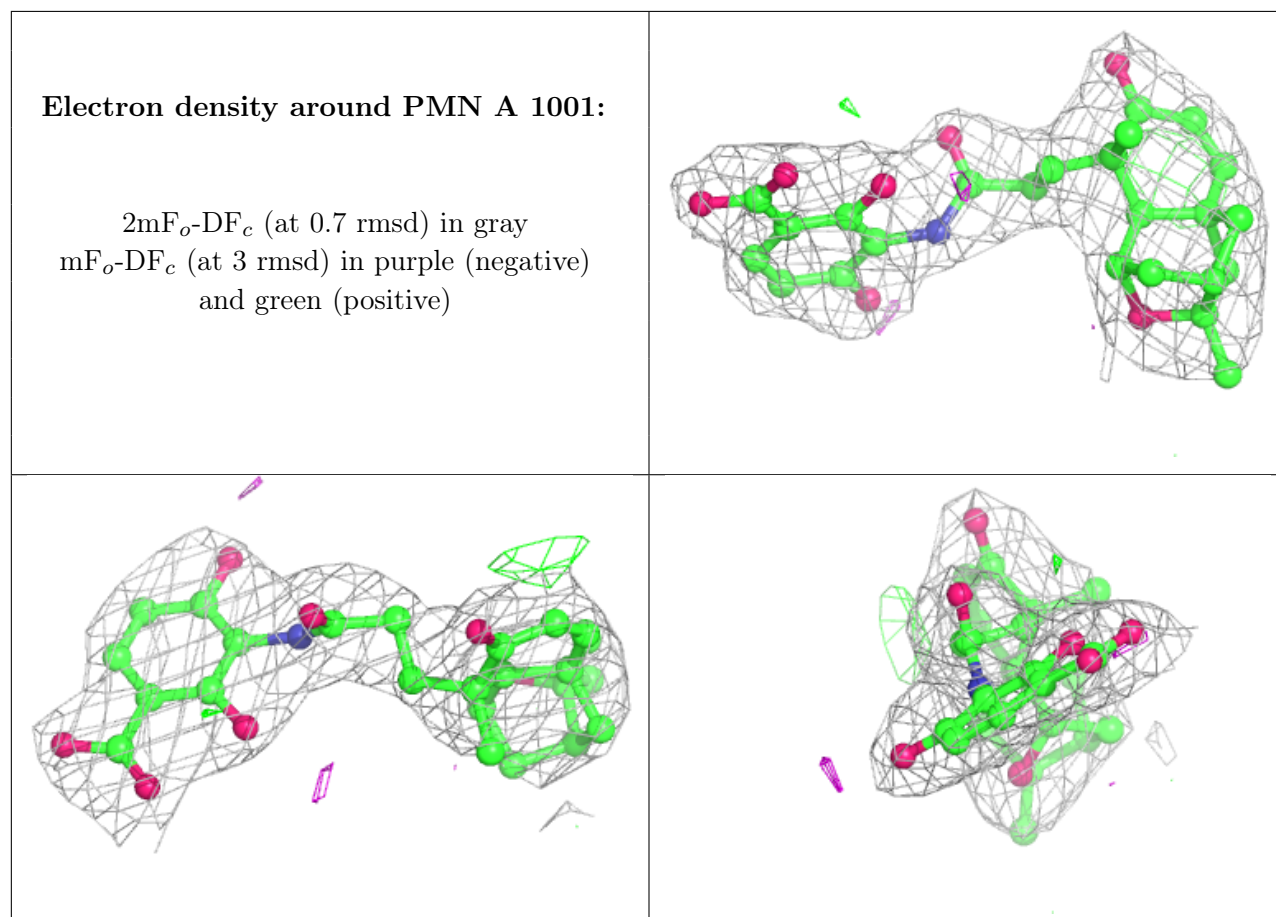 Electron density around PMN A 1001:
2mFo-DFc (at 0.7 rmsd) in gray
mFo-DFc (at 3 rmsd) in purple (negative)
and green (positive)